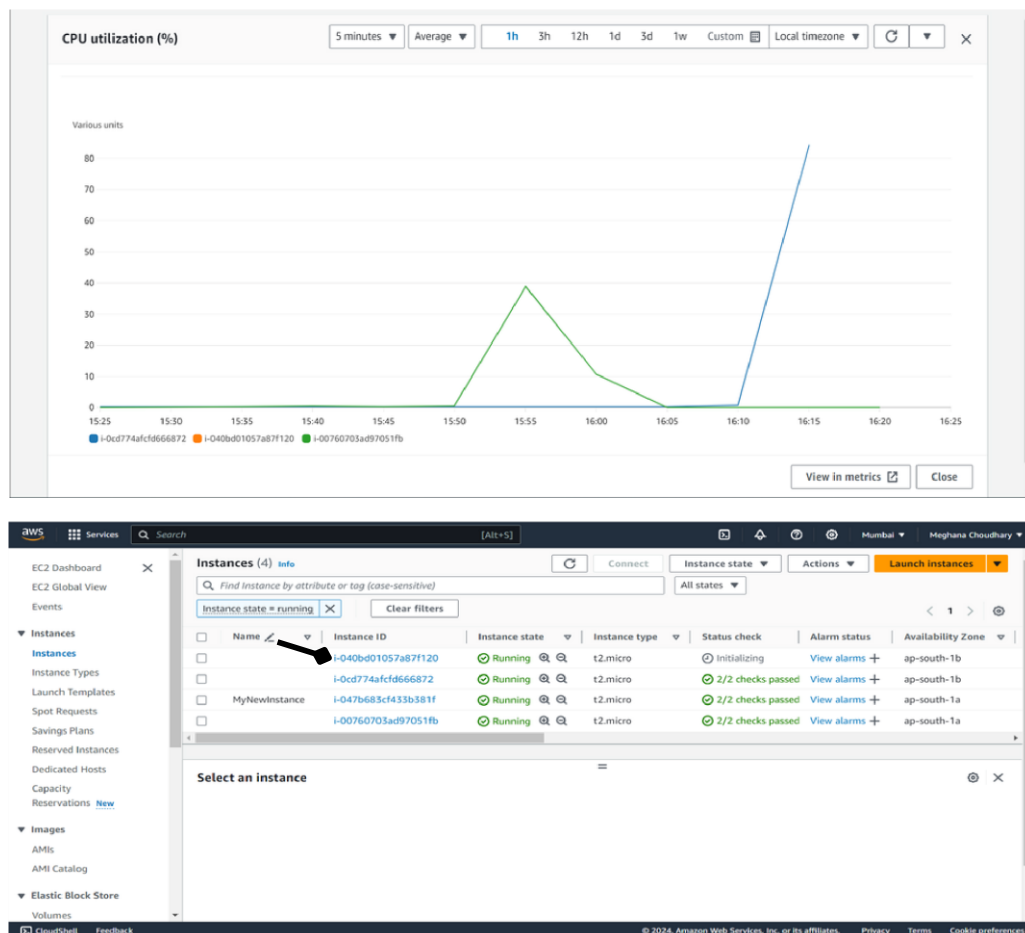 CPU utilization (%) 5 minutes Average 1h 3h 12h 1d 3d 1w Custom Local timezone
Various units
80
70
60
50
40
30
20
10
0
15:25 15:30 15:35 15:40 15:45 15:50 15:55 16:00 16:05 16:10 16:15 16:20 16:25
i-0cd774afcfd666872 i-040bd01057a87f120 i-00760703ad97051fb
View in metrics Close
aws Services Search [Alt+S] Mumbai Meghana Choudhary
EC2 Dashboard
EC2 Global View
Events
Instances
Instances
Instance Types
Launch Templates
Spot Requests
Savings Plans
Reserved Instances
Dedicated Hosts
Capacity
Reservations New
Images
AMIs
AMI Catalog
Elastic Block Store
Volumes
Instances (4) Info Connect Instance state Actions Launch instances
Find Instance by attribute or tag (case-sensitive) All states
Instance state = running Clear filters 1
Name Instance ID Instance state Instance type Status check Alarm status Availability Zone
i-040bd01057a87f120 Running t2.micro Initializing View alarms + ap-south-1b
i-0cd774afcfd666872 Running t2.micro 2/2 checks passed View alarms + ap-south-1b
MyNewInstance i-047b683cf433b381f Running t2.micro 2/2 checks passed View alarms + ap-south-1a
i-00760703ad97051fb Running t2.micro 2/2 checks passed View alarms + ap-south-1a
Select an instance
CloudShell Feedback © 2024, Amazon Web Services, Inc. or its affiliates. Privacy Terms Cookie preferences